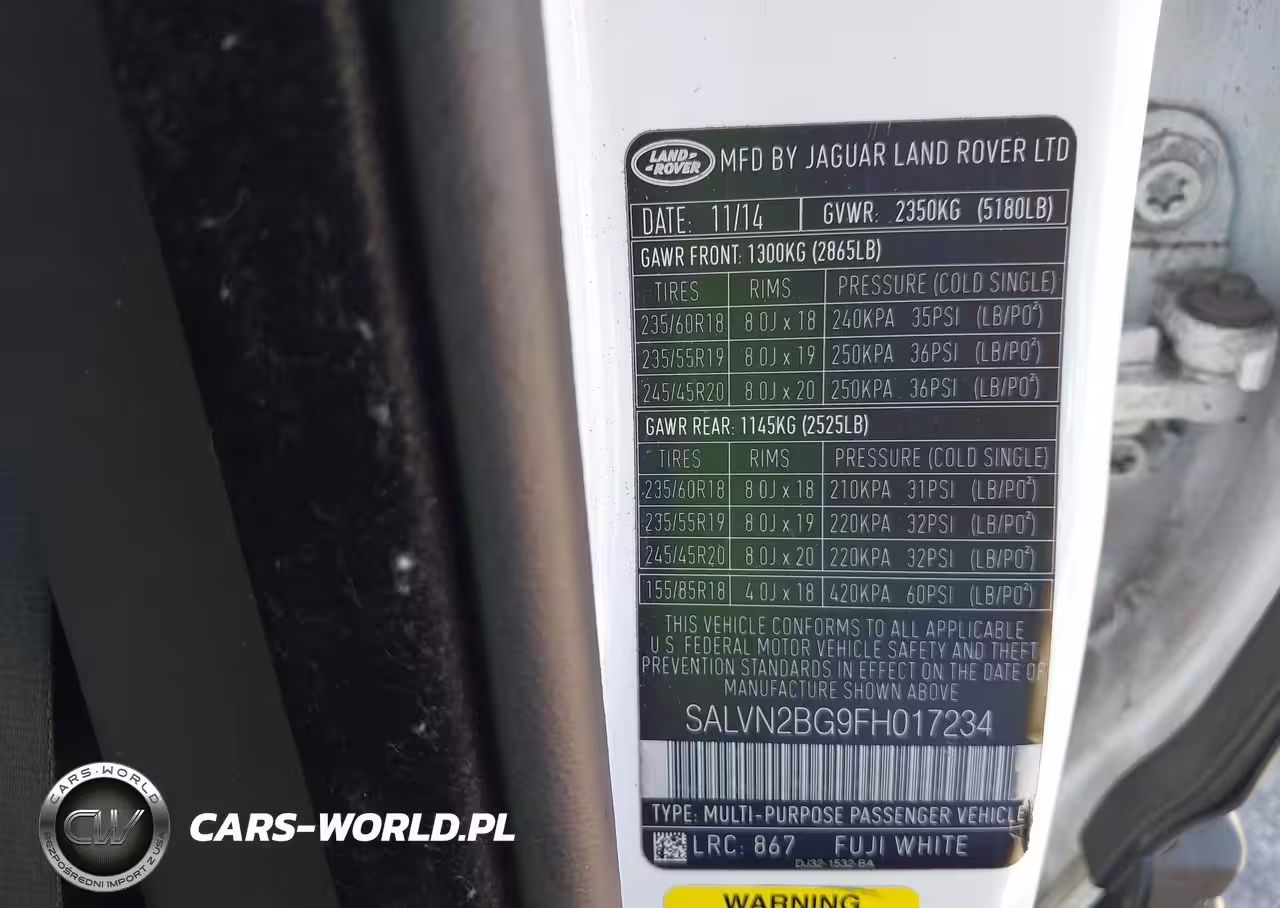 LAND-
-ROVER
MFD BY JAGUAR LAND ROVER LTD
DATE: 11/14 GVWR: 2350KG (5180LB)
GAWR FRONT: 1300KG (2865LB)
TIRES RIMS PRESSURE (COLD SINGLE)
235/60R18 8.0J x 18 240KPA 35PSI (LB/PO²)
235/55R19 8.0J x 19 250KPA 36PSI (LB/PO²)
245/45R20 8.0J x 20 250KPA 36PSI (LB/PO²)
GAWR REAR: 1145KG (2525LB)
TIRES RIMS PRESSURE (COLD SINGLE)
235/60R18 8.0J x 18 210KPA 31PSI (LB/PO²)
235/55R19 8.0J x 19 220KPA 32PSI (LB/PO²)
245/45R20 8.0J x 20 220KPA 32PSI (LB/PO²)
155/85R18 4.0J x 18 420KPA 60PSI (LB/PO²)
THIS VEHICLE CONFORMS TO ALL APPLICABLE
U.S. FEDERAL MOTOR VEHICLE SAFETY AND THEFT
PREVENTION STANDARDS IN EFFECT ON THE DATE OF
MANUFACTURE SHOWN ABOVE
SALVN2BG9FH017234
TYPE: MULTI-PURPOSE PASSENGER VEHICLE
LRC: 867 FUJI WHITE
DJ32-1532-BA
WARNING
CARS-WORLD
CW
BEZPOŚREDNI IMPORT Z USA
CARS-WORLD.PL